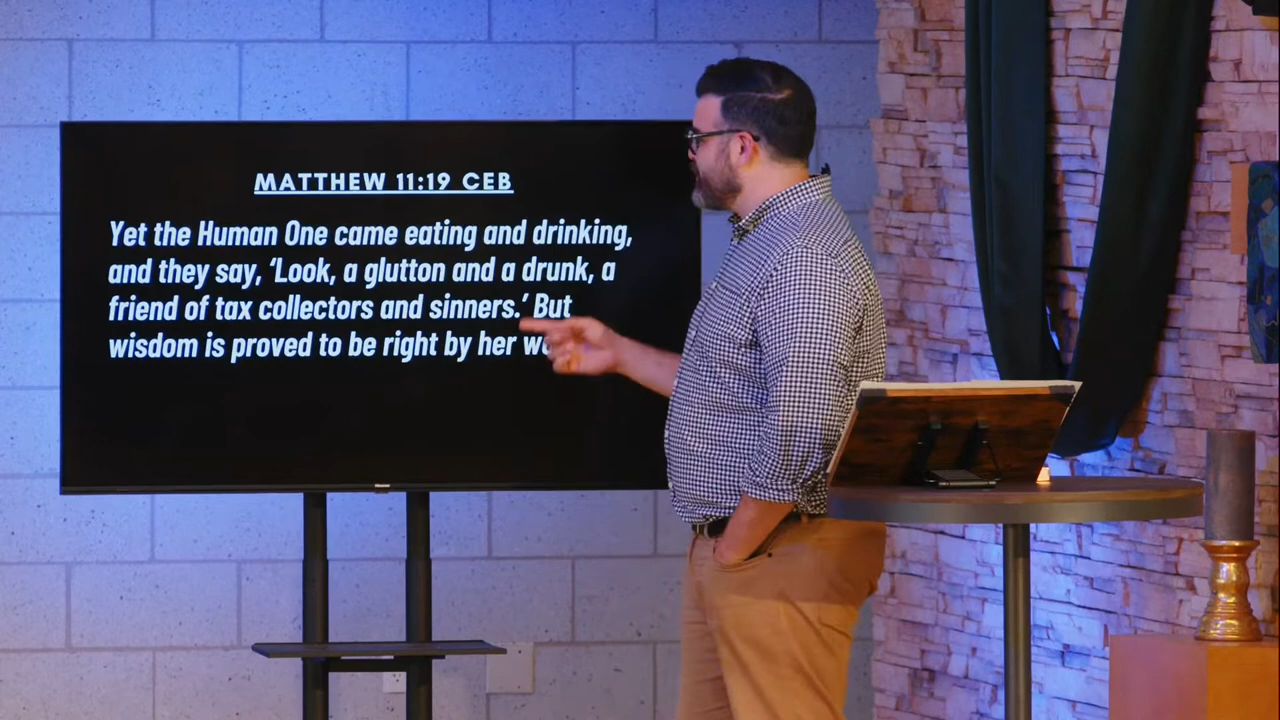 MATTHEW 11:19 CEB
Yet the Human One came eating and drinking,
and they say, ‘Look, a glutton and a drunk, a
friend of tax collectors and sinners.’ But
wisdom is proved to be right by her